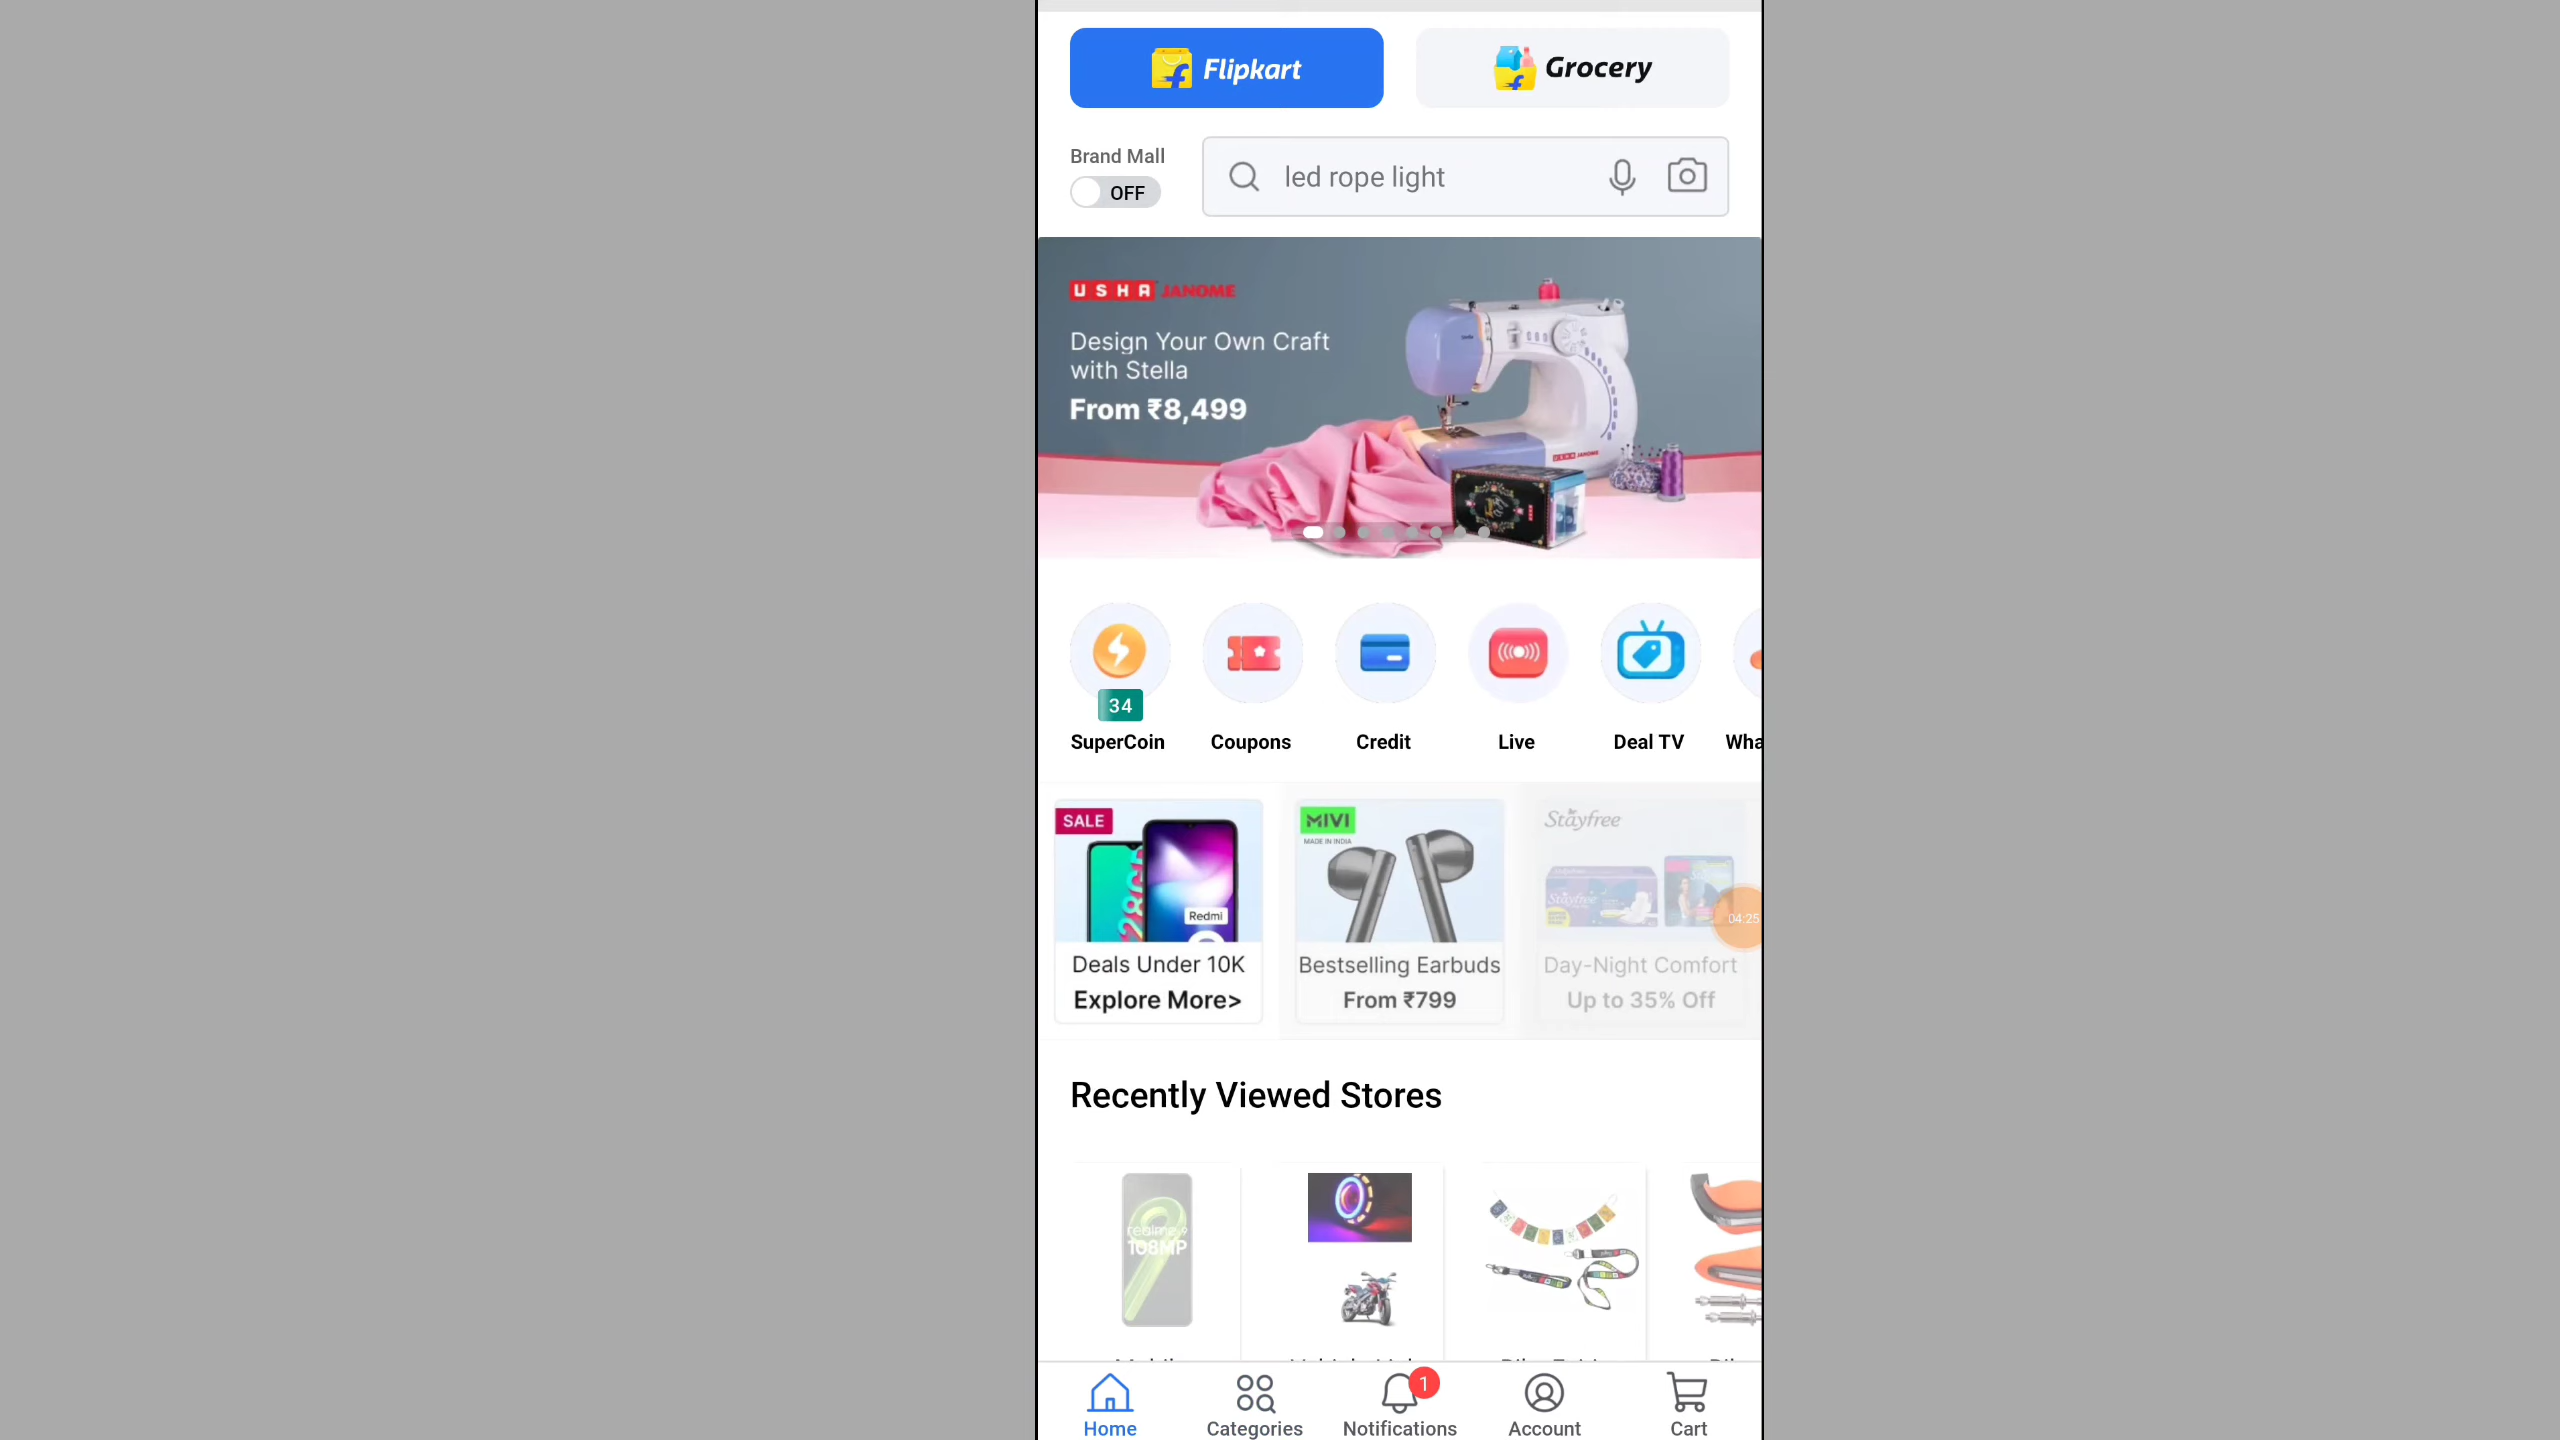 Flipkart
Grocery
Brand Mall
OFF
led rope light
USHA JANOME
Design Your Own Craft
with Stella
From ₹8,499
34
SuperCoin
Coupons
Credit
Live
Deal TV
Wha
SALE
Redmi
Deals Under 10K
Explore More>
MIVI
MADE IN INDIA
Bestselling Earbuds
From ₹799
Stayfree
Stayfree
04:25
Day-Night Comfort
Up to 35% Off
Recently Viewed Stores
realme 9
108MP
1
Home
Categories
Notifications
Account
Cart